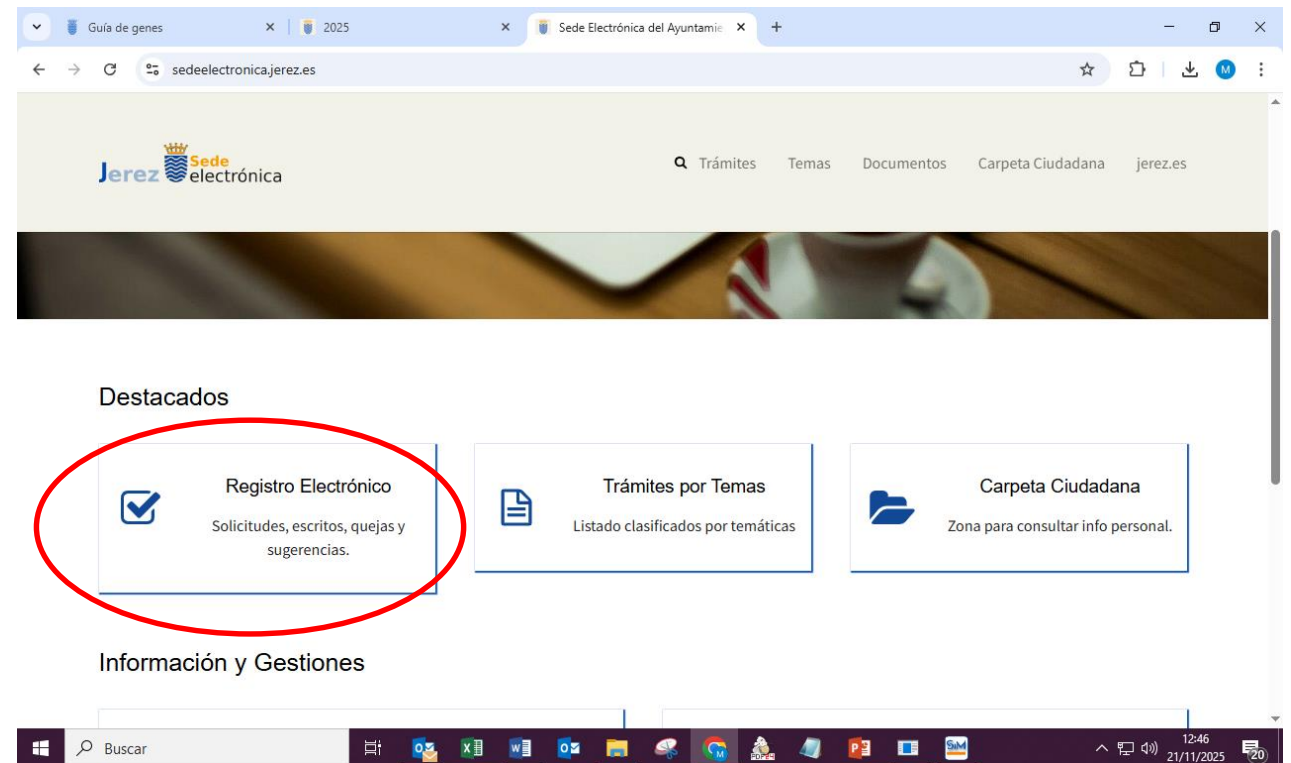 Guía de genes
2025
Sede Electrónica del Ayuntamie
sedeelectronica.jerez.es
M
Jerez Sede electrónica
Trámites Temas Documentos Carpeta Ciudadana jerez.es
Destacados
Registro Electrónico
Solicitudes, escritos, quejas y
sugerencias.
Trámites por Temas
Listado clasificados por temáticas
Carpeta Ciudadana
Zona para consultar info personal.
Información y Gestiones
Buscar
12:46
21/11/2025
20